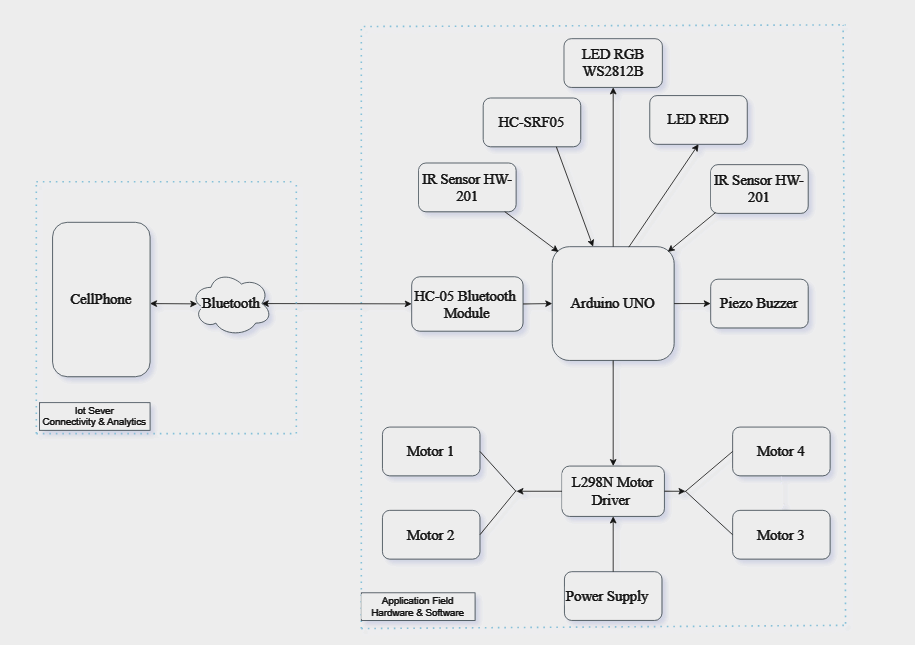 LED RGB
WS2812B
HC-SRF05
LED RED
IR Sensor HW-
201
IR Sensor HW-
201
CellPhone
Bluetooth
HC-05 Bluetooth
Module
Arduino UNO
Piezo Buzzer
Iot Sever
Connectivity & Analytics
Motor 1
Motor 4
L298N Motor
Driver
Motor 2
Motor 3
Power Supply
Application Field
Hardware & Software